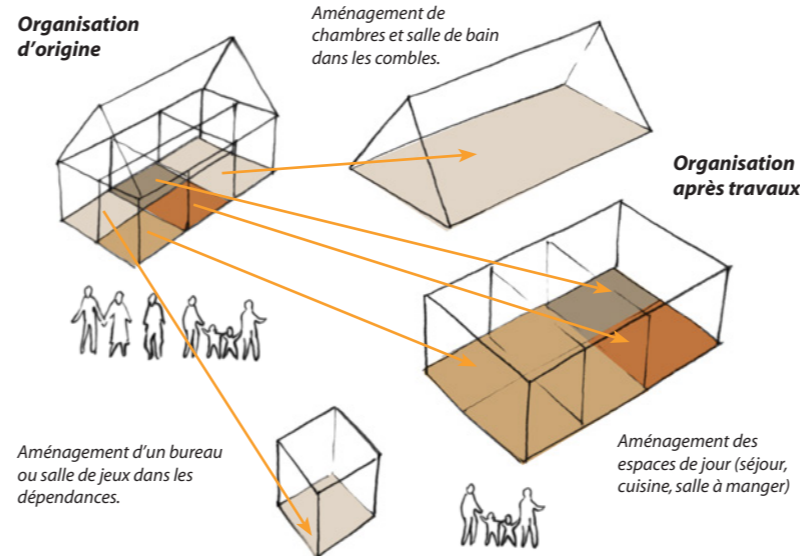 Organisation
d'origine
Aménagement de
chambres et salle de bain
dans les combles.
Organisation
après travaux
Aménagement d'un bureau
ou salle de jeux dans les
dépendances.
Aménagement des
espaces de jour (séjour,
cuisine, salle à manger)